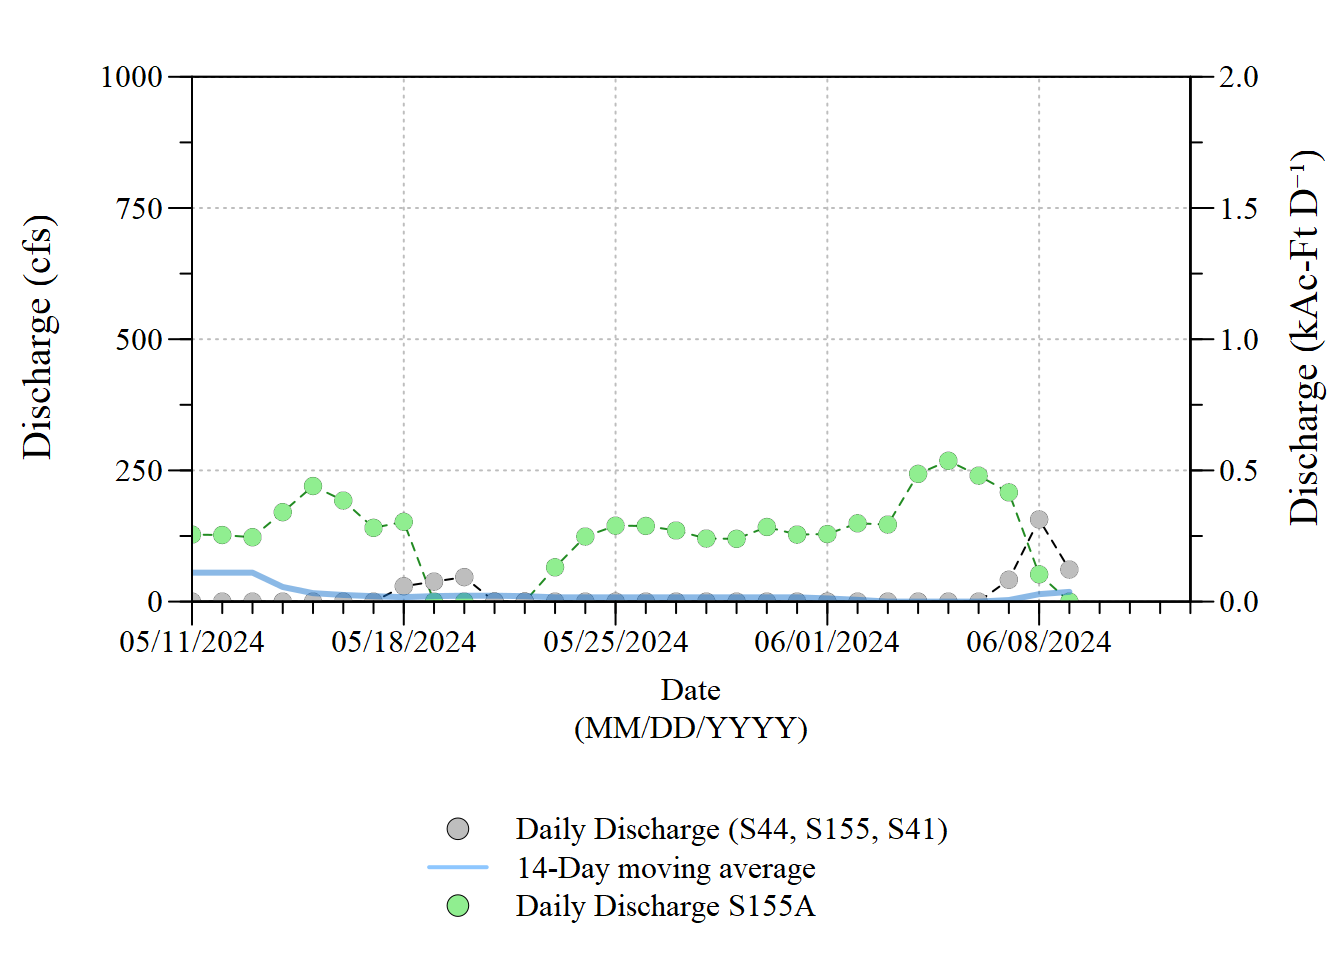 1000
750
500
250
0
2.0
1.5
1.0
0.5
0.0
Discharge (cfs)
Discharge (kAc-Ft D⁻¹)
05/11/2024 05/18/2024 05/25/2024 06/01/2024 06/08/2024
Date
(MM/DD/YYYY)
Daily Discharge (S44, S155, S41)
14-Day moving average
Daily Discharge S155A